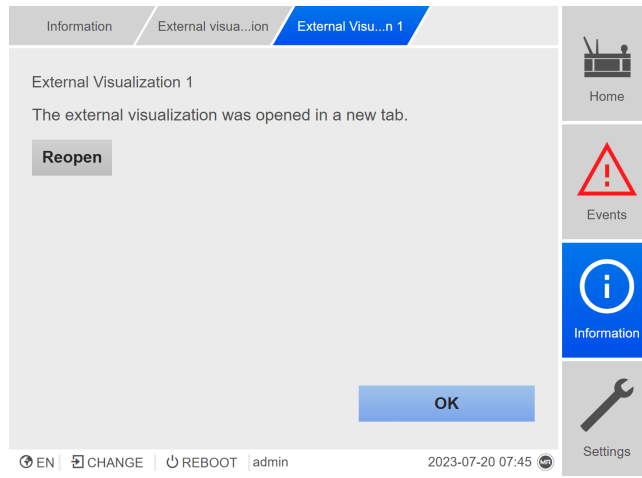 Information
External visua...ion
External Visu...n 1
External Visualization 1
The external visualization was opened in a new tab.
Reopen
OK
EN
CHANGE
REBOOT
admin
2023-07-20 07:45
MR
Home
Events
Information
Settings